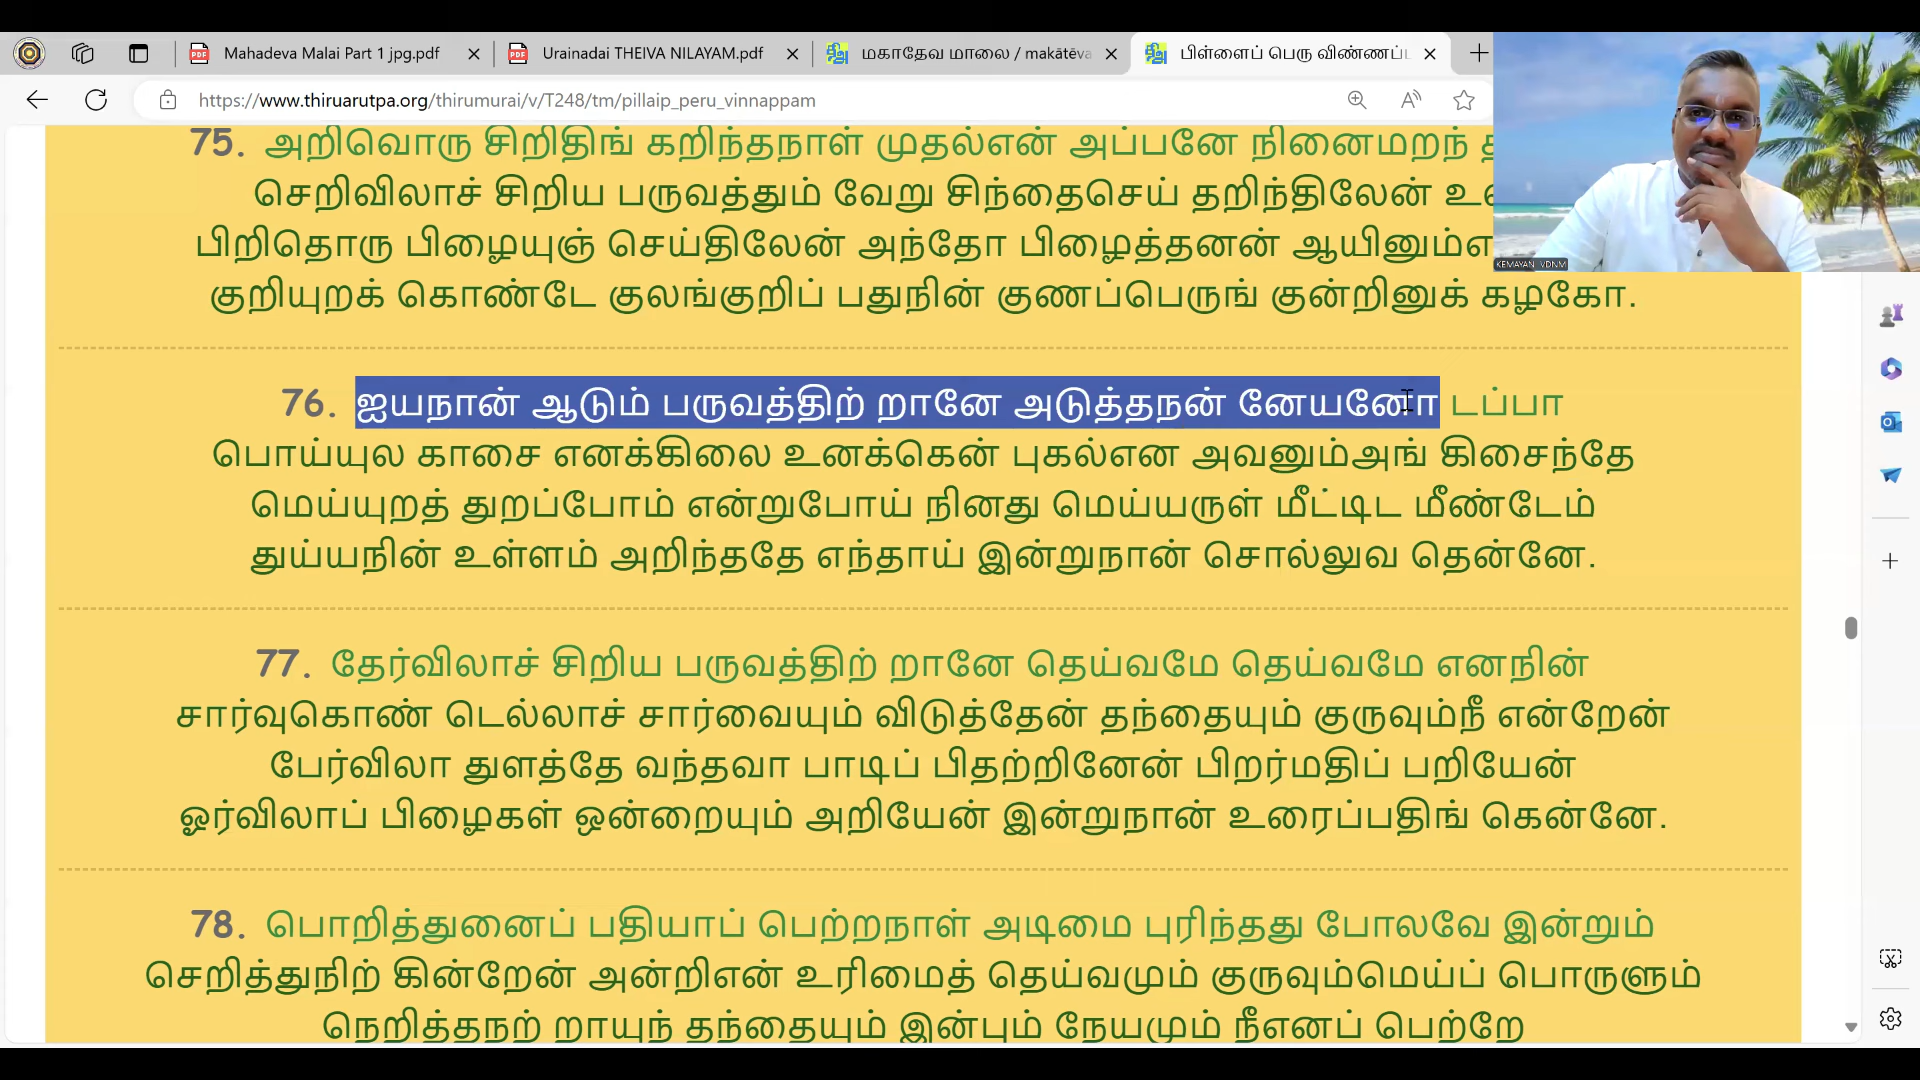 Mahadeva Malai Part 1 jpg.pdf
Urainadai THEIVA NILAYAM.pdf
மகாதேவ மாலை / makātēva
பிள்ளைப் பெரு விண்ணப்ப
https://www.thiruarutpa.org/thirumurai/v/T248/tm/pillaip_peru_vinnappam
75. அறிவொரு சிறிதிங் கறிந்தநாள் முதல்என் அப்பனே நினைமறந்
செறிவிலாச் சிறிய பருவத்தும் வேறு சிந்தைசெய் தறிந்திலேன்
பிறிதொரு பிழையுஞ் செய்திலேன் அந்தோ பிழைத்தனன் ஆயினும்
குறியுறக் கொண்டே குலங்குறிப் பதுநின் குணப்பெருங் குன்றினுக் கழகோ.
76. ஐயநான் ஆடும் பருவத்திற் றானே அடுத்தநன் னேயனோ டப்பா
பொய்யுல காசை எனக்கிலை உனக்கென் புகல்என அவனும்அங் கிசைந்தே
மெய்யுறத் துறப்போம் என்றுபோய் நினது மெய்யருள் மீட்டிட மீண்டேம்
துய்யநின் உள்ளம் அறிந்ததே எந்தாய் இன்றுநான் சொல்லுவ தென்னே.
77. தேர்விலாச் சிறிய பருவத்திற் றானே தெய்வமே தெய்வமே எனநின்
சார்வுகொண் டெல்லாச் சார்வையும் விடுத்தேன் தந்தையும் குருவும்நீ என்றேன்
பேர்விலா துளத்தே வந்தவா பாடிப் பிதற்றினேன் பிறர்மதிப் பறியேன்
ஓர்விலாப் பிழைகள் ஒன்றையும் அறியேன் இன்றுநான் உரைப்பதிங் கென்னே.
78. பொறித்துனைப் பதியாப் பெற்றநாள் அடிமை புரிந்தது போலவே இன்றும்
செறித்துநிற் கின்றேன் அன்றிஎன் உரிமைத் தெய்வமும் குருவும்மெய்ப் பொருளும்
நெறித்தநற் றாயுந் தந்தையும் இன்பும் நேயமும் நீஎனப் பெற்றே
KEMAYAN_VDNM